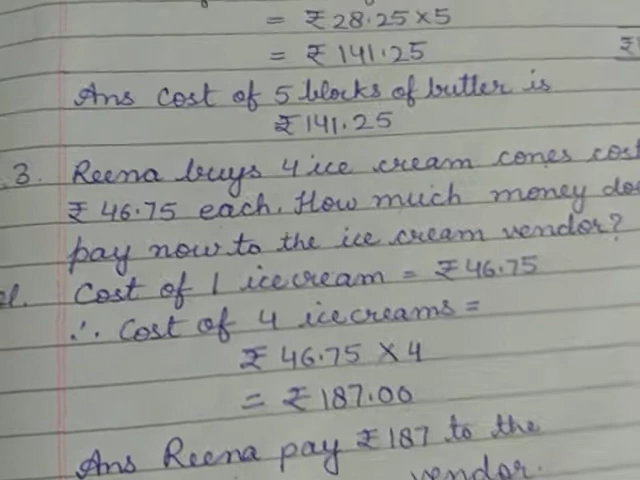 = ₹28.25×5
= ₹141.25
Ans Cost of 5 blocks of butter is
₹141.25
3. Reena buys 4 ice cream cones cost
₹46.75 each. How much money do
pay now to the ice cream vendor?
Cost of 1 icecream = ₹46.75
∴ Cost of 4 icecreams =
₹46.75 × 4
= ₹187.00
Ans Reena pay ₹187 to the
vendor.